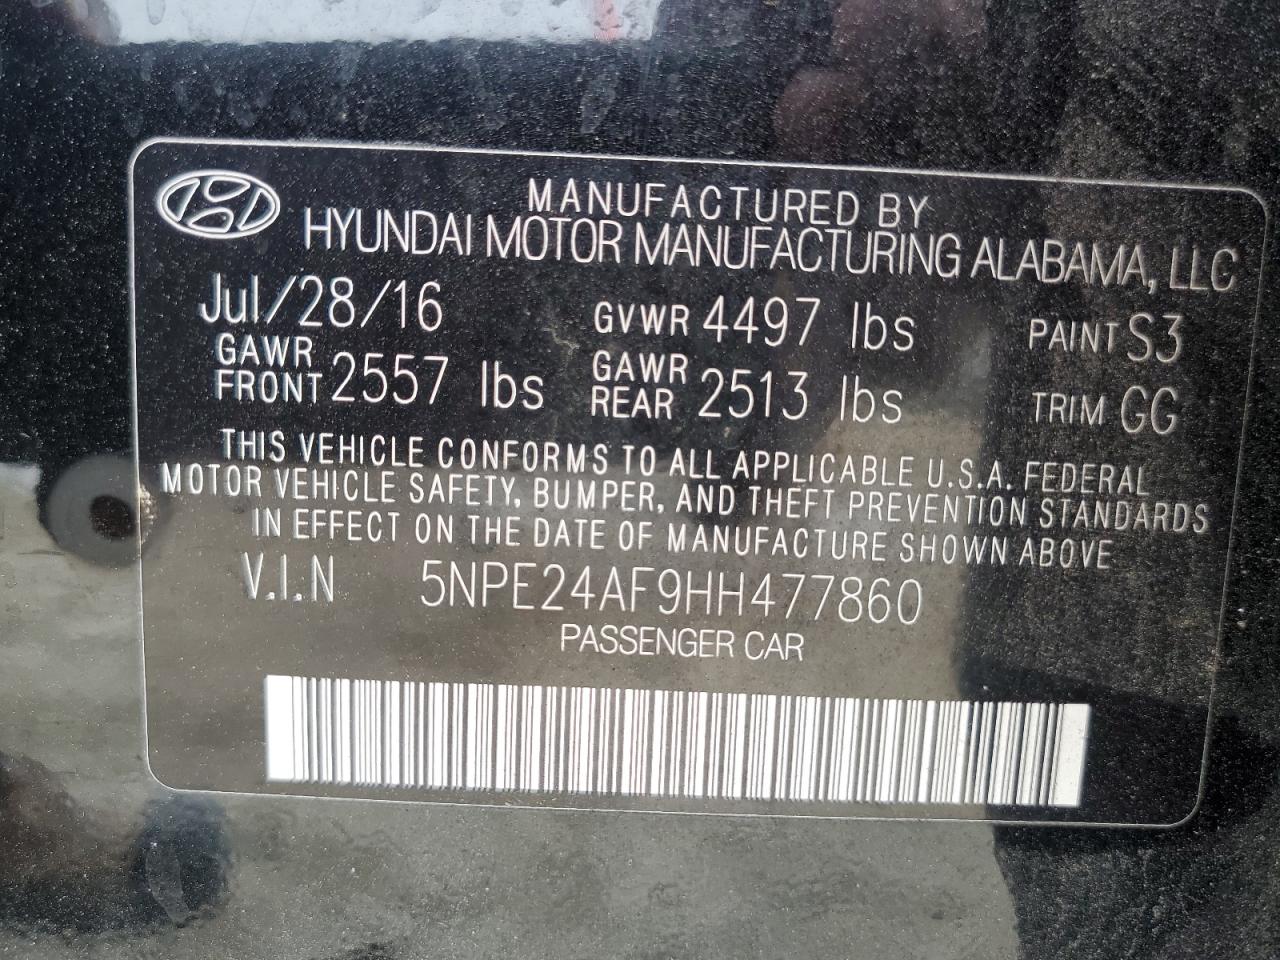 MANUFACTURED BY
HYUNDAI MOTOR MANUFACTURING ALABAMA, LLC
Jul/28/16 GVWR 4497 lbs PAINT S3
GAWR FRONT 2557 lbs GAWR REAR 2513 lbs TRIM GG
THIS VEHICLE CONFORMS TO ALL APPLICABLE U.S.A. FEDERAL
MOTOR VEHICLE SAFETY, BUMPER, AND THEFT PREVENTION STANDARDS
IN EFFECT ON THE DATE OF MANUFACTURE SHOWN ABOVE
V.I.N 5NPE24AF9HH477860
PASSENGER CAR